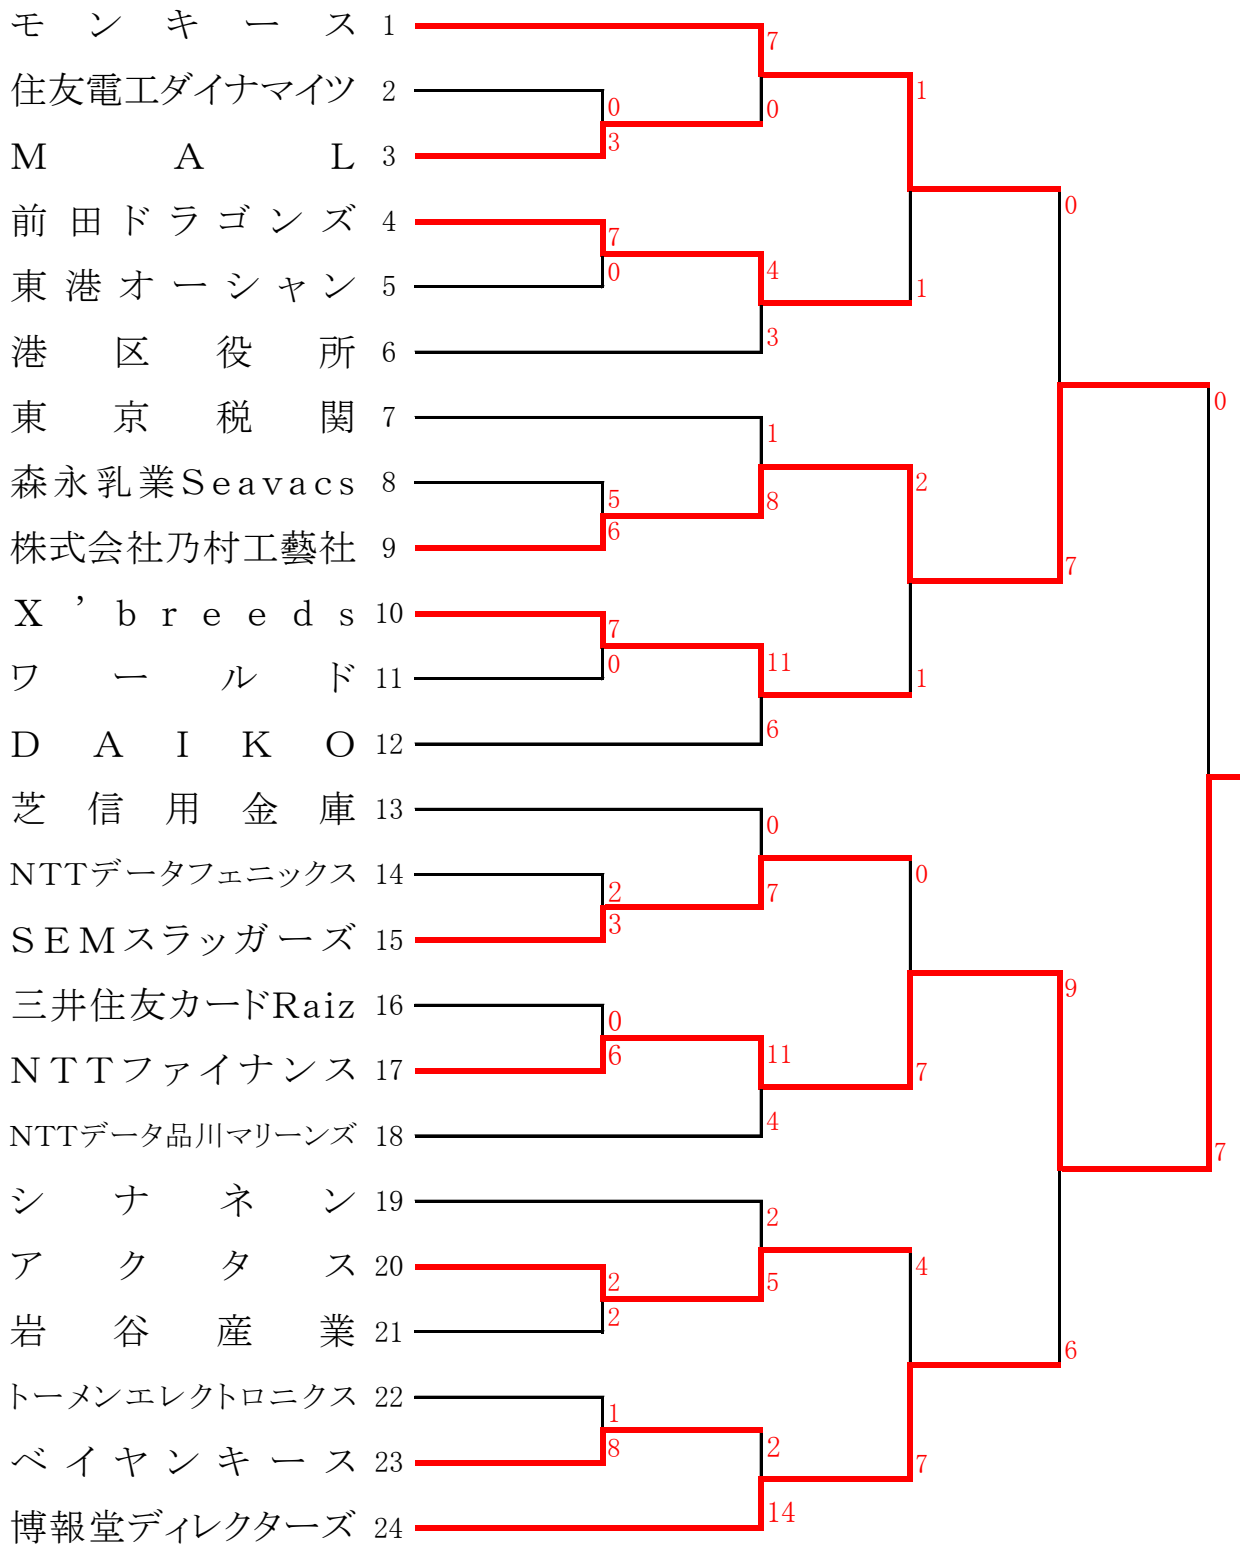 モンキース 1
7
住友電工ダイナマイツ 2
1
0
0
MAL 3
3
0
前田ドラゴンズ 4
7
東港オーシャン 5
0
4
1
港区役所 6
3
0
東京税関 7
1
森永乳業Seavacs 8
2
5
8
株式会社乃村工藝社 9
6
7
X’breeds 10
7
ワールド 11
0
11
1
DAIKO 12
6
芝信用金庫 13
0
NTTデータフェニックス 14
0
2
7
SEMスラッガーズ 15
3
三井住友カードRaiz 16
9
0
NTTファイナンス 17
6
11
7
NTTデータ品川マリーンズ 18
4
7
シナネン 19
2
アクタス 20
4
2
5
岩谷産業 21
2
6
トーメンエレクトロニクス 22
1
ベイヤンキース 23
8
2
7
博報堂ディレクターズ 24
14